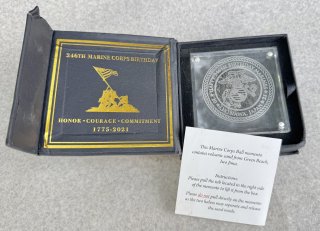 246TH MARINE CORPS BIRTHDAY
HONOR • COURAGE • COMMITMENT
1775-2021
This Marine Corps Ball memento
contains volcanic sand from Green Beach,
Iwo Jima.
Instructions:
Please pull the tab located to the right side
of the memento to lift it from the box.
Please do not pull directly on the memento
as the two halves may separate and release
the sand inside.